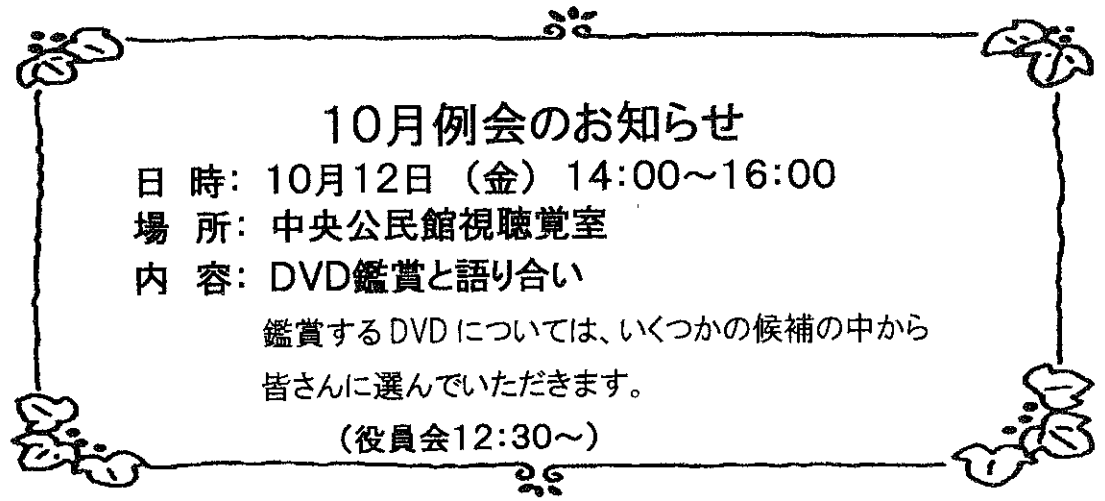 10月例会のお知らせ
日 時: 10月12日 (金) 14:00～16:00
場 所: 中央公民館視聴覚室
内 容: DVD鑑賞と語り合い
鑑賞するDVDについては、いくつかの候補の中から
皆さんに選んでいただきます。
(役員会12:30～)